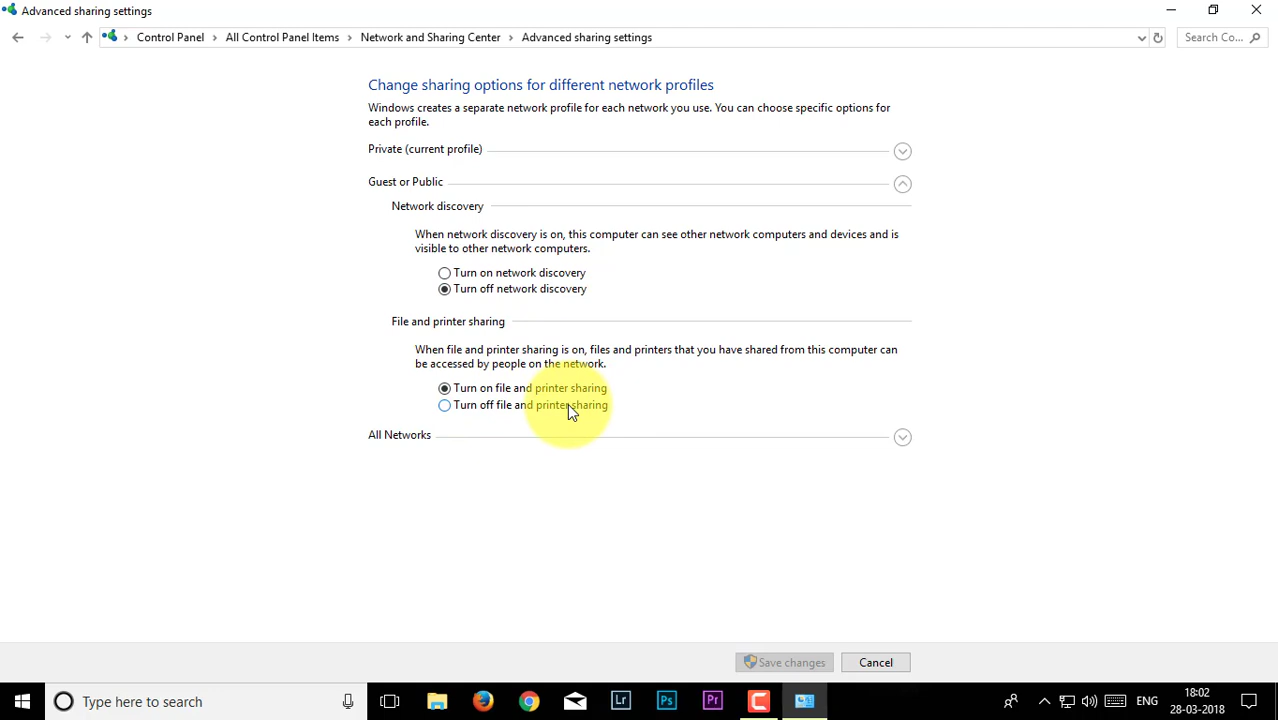 Advanced sharing settings
Control Panel > All Control Panel Items > Network and Sharing Center > Advanced sharing settings
Search Co...
Change sharing options for different network profiles
Windows creates a separate network profile for each network you use. You can choose specific options for
each profile.
Private (current profile)
Guest or Public
Network discovery
When network discovery is on, this computer can see other network computers and devices and is
visible to other network computers.
Turn on network discovery
Turn off network discovery
File and printer sharing
When file and printer sharing is on, files and printers that you have shared from this computer can
be accessed by people on the network.
Turn on file and printer sharing
Turn off file and printer sharing
All Networks
Save changes
Cancel
Type here to search
Lr
Ps
Pr
ENG
18:02
28-03-2018